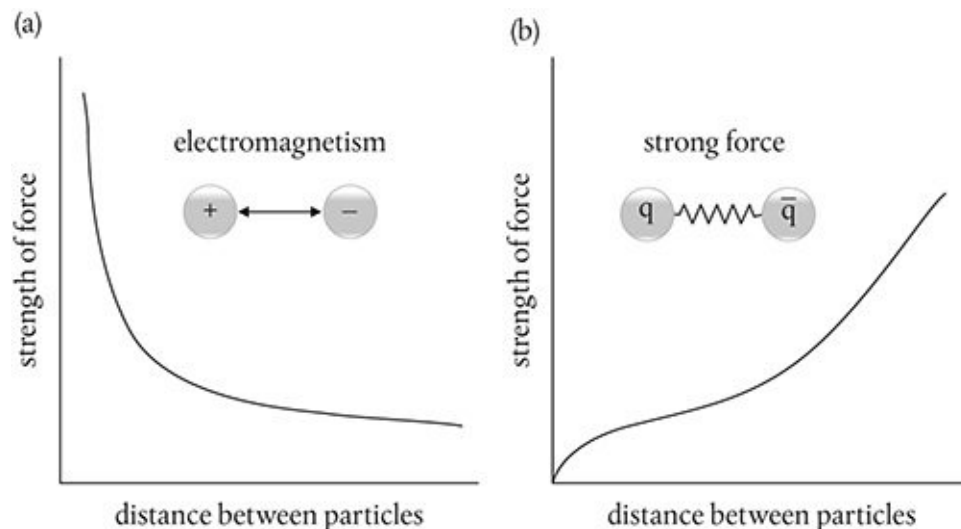 (a)
electromagnetism
+ −
strength of force
distance between particles
(b)
strong force
q q̄
strength of force
distance between particles